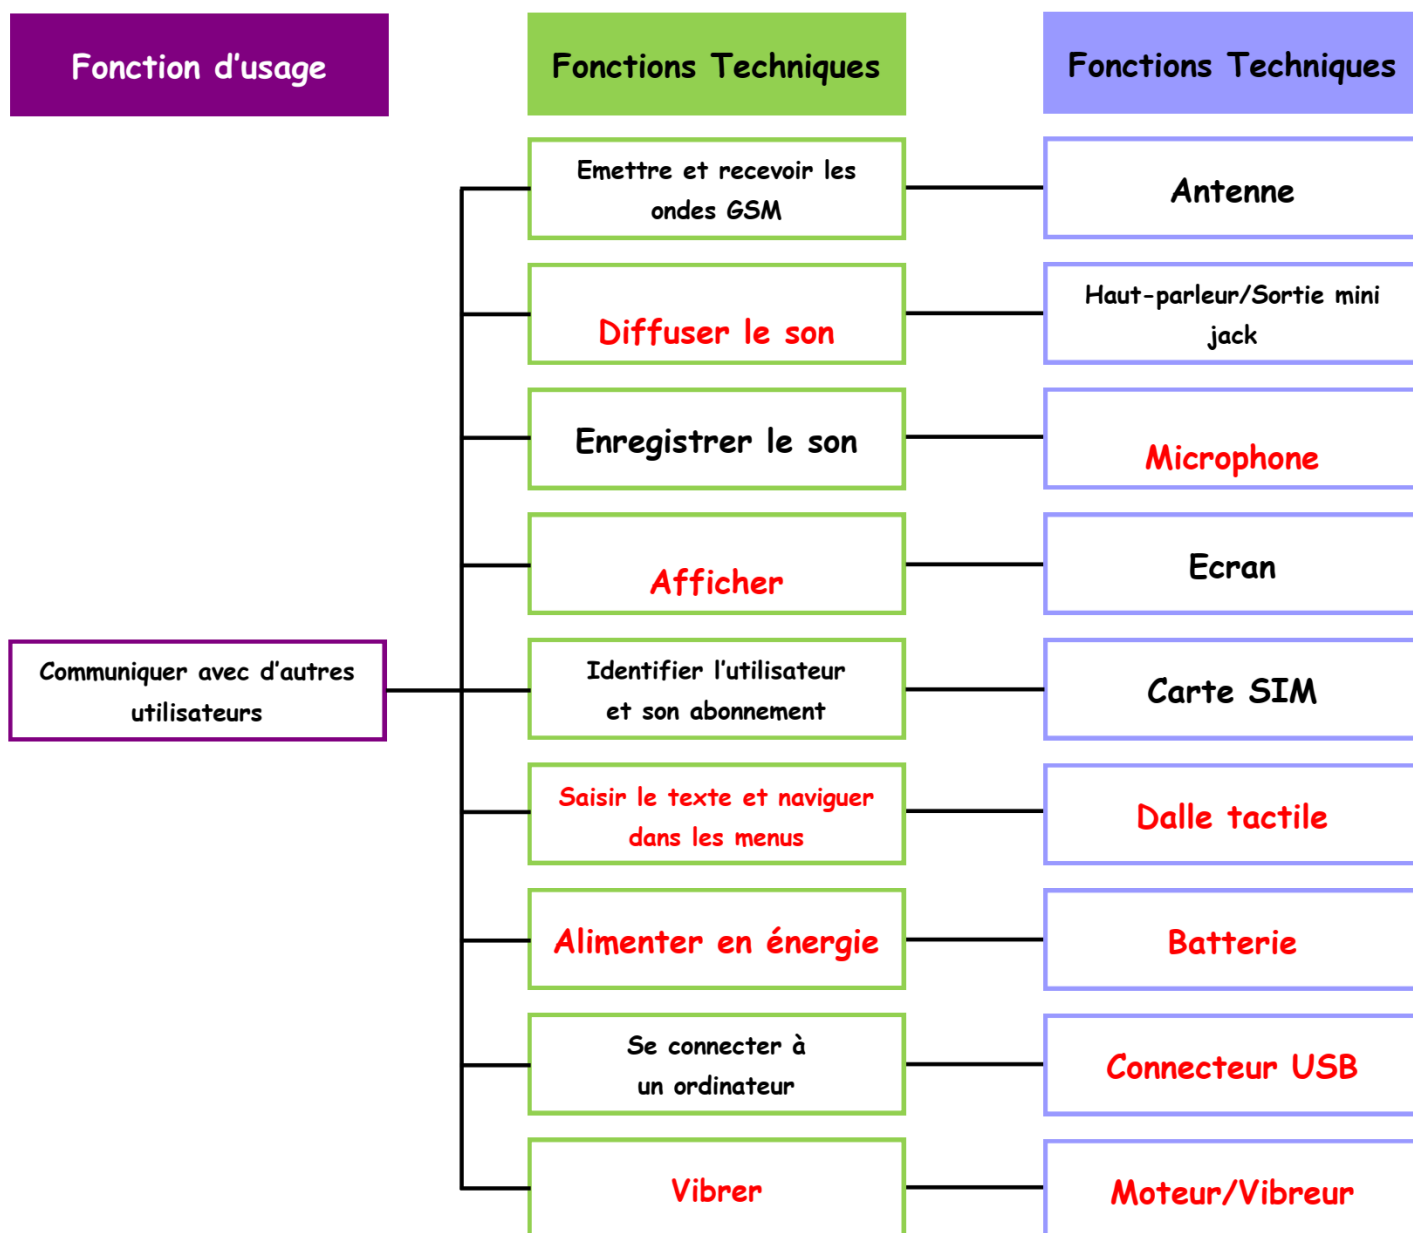 Fonction d'usage
Fonctions Techniques
Fonctions Techniques
Emettre et recevoir les
ondes GSM
Antenne
Diffuser le son
Haut-parleur/Sortie mini
jack
Enregistrer le son
Microphone
Afficher
Ecran
Communiquer avec d'autres
utilisateurs
Identifier l'utilisateur
et son abonnement
Carte SIM
Saisir le texte et naviguer
dans les menus
Dalle tactile
Alimenter en énergie
Batterie
Se connecter à
un ordinateur
Connecteur USB
Vibrer
Moteur/Vibreur